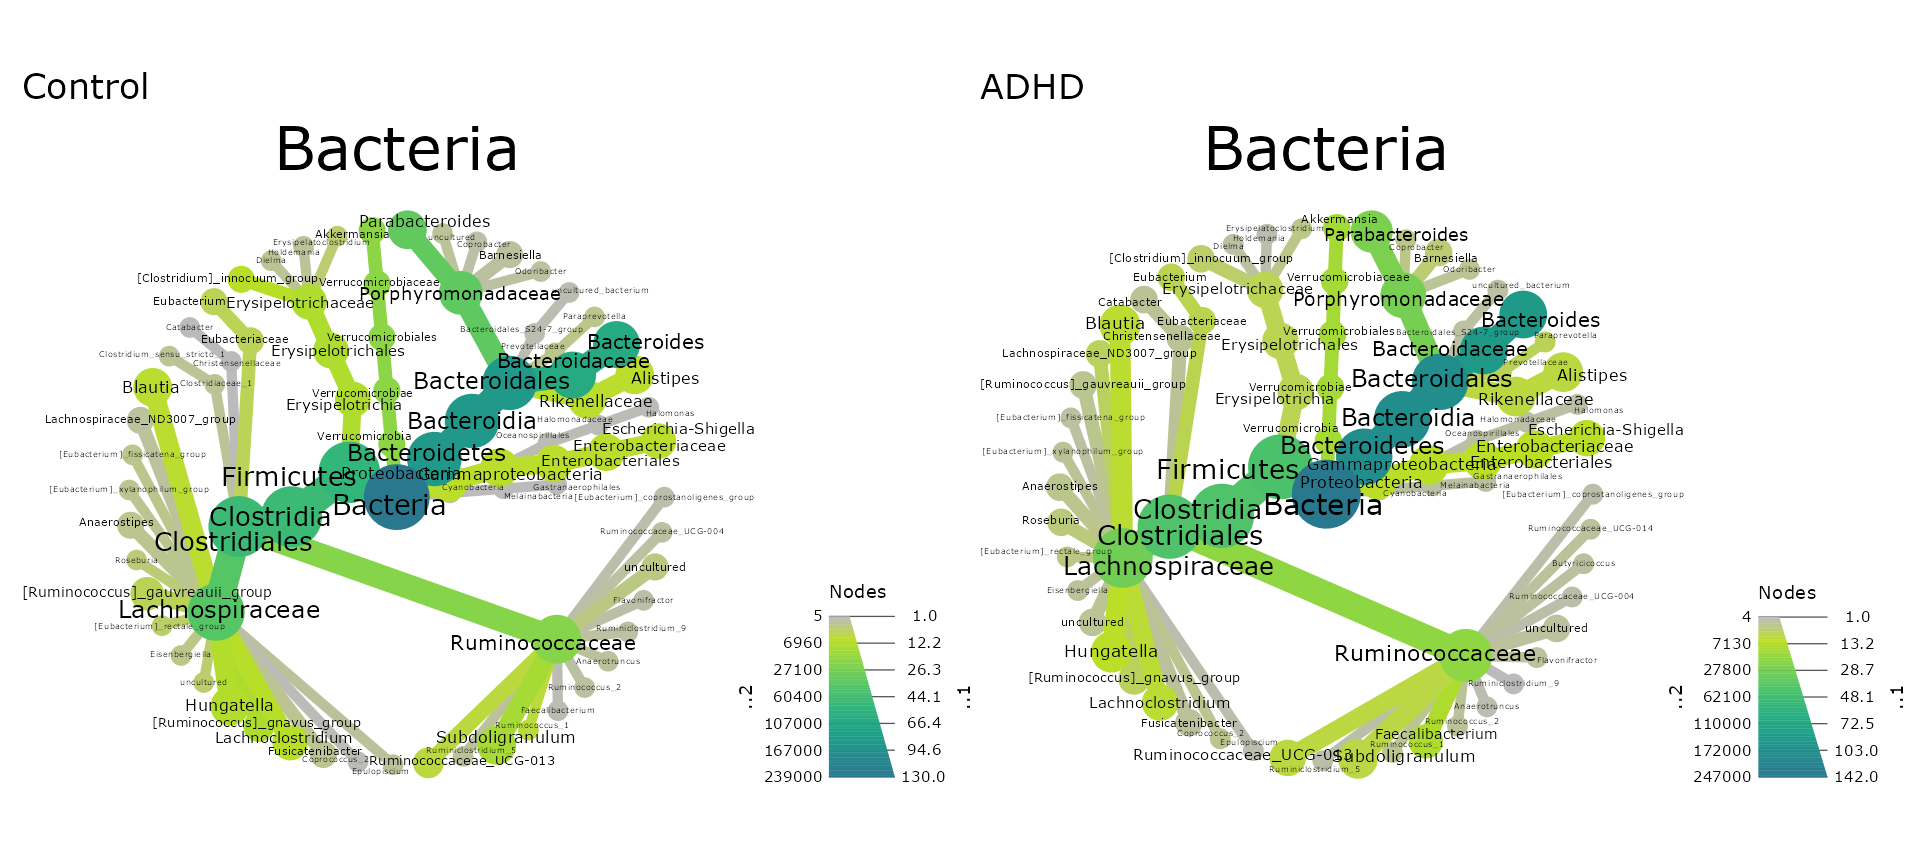 Control
Bacteria
Parabacteroides
Akkermansia
uncultured
Erysipelatoclostridium
Coprobacter
Holdemania
Barnesiella
Dielma
Odoribacter
[Clostridium]_innocuum_group
Verrucomicrobiaceae
uncultured_bacterium
Porphyromonadaceae
Eubacterium
Erysipelotrichaceae
Paraprevotella
Catabacter
Bacteroidales_S24-7_group
Eubacteriaceae
Verrucomicrobiales
Bacteroides
Prevotellaceae
Erysipelotrichales
Clostridium_sensu_stricto_1
Christensenellaceae
Bacteroidaceae
Alistipes
Bacteroidales
Clostridiaceae_1
Blautia
Verrucomicrobiae
Rikenellaceae
Erysipelotrichia
Halomonas
Lachnospiraceae_ND3007_group
Bacteroidia
Halomonadaceae
Escherichia-Shigella
Verrucomicrobia
Oceanospirillales
Enterobacteriaceae
[Eubacterium]_fissicatena_group
Bacteroidetes
Enterobacteriales
Firmicutes
Proteobacteria
Gammaproteobacteria
[Eubacterium]_xylanophilum_group
Cyanobacteria
Gastranaerophilales
Melainabacteria
[Eubacterium]_coprostanoligenes_group
Bacteria
Clostridia
Anaerostipes
Ruminococcaceae_UCG-004
Clostridiales
Roseburia
uncultured
[Ruminococcus]_gauvreauii_group
Flavonifractor
Lachnospiraceae
[Eubacterium]_rectale_group
Ruminiclostridium_9
Ruminococcaceae
Eisenbergiella
Anaerotruncus
uncultured
Ruminococcus_2
Hungatella
Faecalibacterium
[Ruminococcus]_gnavus_group
Ruminococcus_1
Lachnoclostridium
Subdoligranulum
Fusicatenibacter
Ruminiclostridium_5
Coprococcus_2
Ruminococcaceae_UCG-013
Epulopiscium
Nodes
5 1.0
6960 12.2
27100 26.3
60400 44.1
107000 66.4
167000 94.6
239000 130.0
..2
..1
ADHD
Bacteria
Akkermansia
Erysipelatoclostridium
Parabacteroides
Holdemania
Dielma
Coprobacter
Barnesiella
[Clostridium]_innocuum_group
Odoribacter
Eubacterium
Verrucomicrobiaceae
uncultured_bacterium
Erysipelotrichaceae
Porphyromonadaceae
Catabacter
Blautia
Eubacteriaceae
Bacteroides
Verrucomicrobiales
Bacteroidales_S24-7_group
Christensenellaceae
Paraprevotella
Erysipelotrichales
Bacteroidaceae
Lachnospiraceae_ND3007_group
Prevotellaceae
Alistipes
Bacteroidales
[Ruminococcus]_gauvreauii_group
Verrucomicrobiae
Erysipelotrichia
Rikenellaceae
Halomonas
[Eubacterium]_fissicatena_group
Bacteroidia
Halomonadaceae
Verrucomicrobia
Escherichia-Shigella
Oceanospirillales
Bacteroidetes
Enterobacteriaceae
[Eubacterium]_xylanophilum_group
Enterobacteriales
Gammaproteobacteria
Firmicutes
Gastranaerophilales
Proteobacteria
Melainabacteria
Anaerostipes
Cyanobacteria
[Eubacterium]_coprostanoligenes_group
Bacteria
Clostridia
Roseburia
Ruminococcaceae_UCG-014
Clostridiales
[Eubacterium]_rectale_group
Butyricicoccus
Lachnospiraceae
Eisenbergiella
Ruminococcaceae_UCG-004
uncultured
uncultured
Hungatella
Ruminococcaceae
Flavonifractor
[Ruminococcus]_gnavus_group
Ruminiclostridium_9
Lachnoclostridium
Anaerotruncus
Fusicatenibacter
Ruminococcus_2
Coprococcus_2
Faecalibacterium
Epulopiscium
Ruminococcus_1
Ruminococcaceae_UCG-013
Subdoligranulum
Ruminiclostridium_5
Nodes
4 1.0
7130 13.2
27800 28.7
62100 48.1
110000 72.5
172000 103.0
247000 142.0
..2
..1